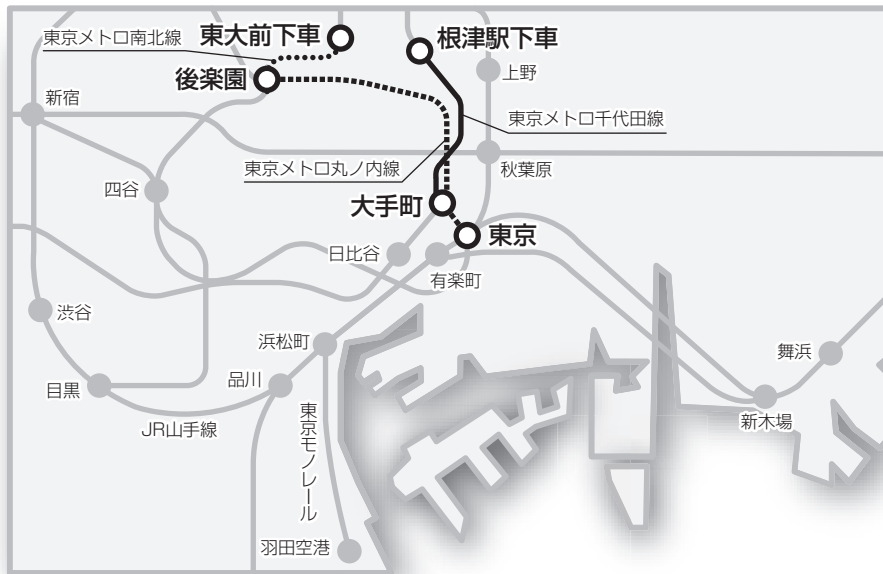 東京メトロ南北線
東大前下車
根津駅下車
後楽園
上野
新宿
東京メトロ千代田線
東京メトロ丸ノ内線
秋葉原
四谷
大手町
東京
日比谷
有楽町
渋谷
浜松町
舞浜
目黒
品川
新木場
JR山手線
東京モノレール
羽田空港